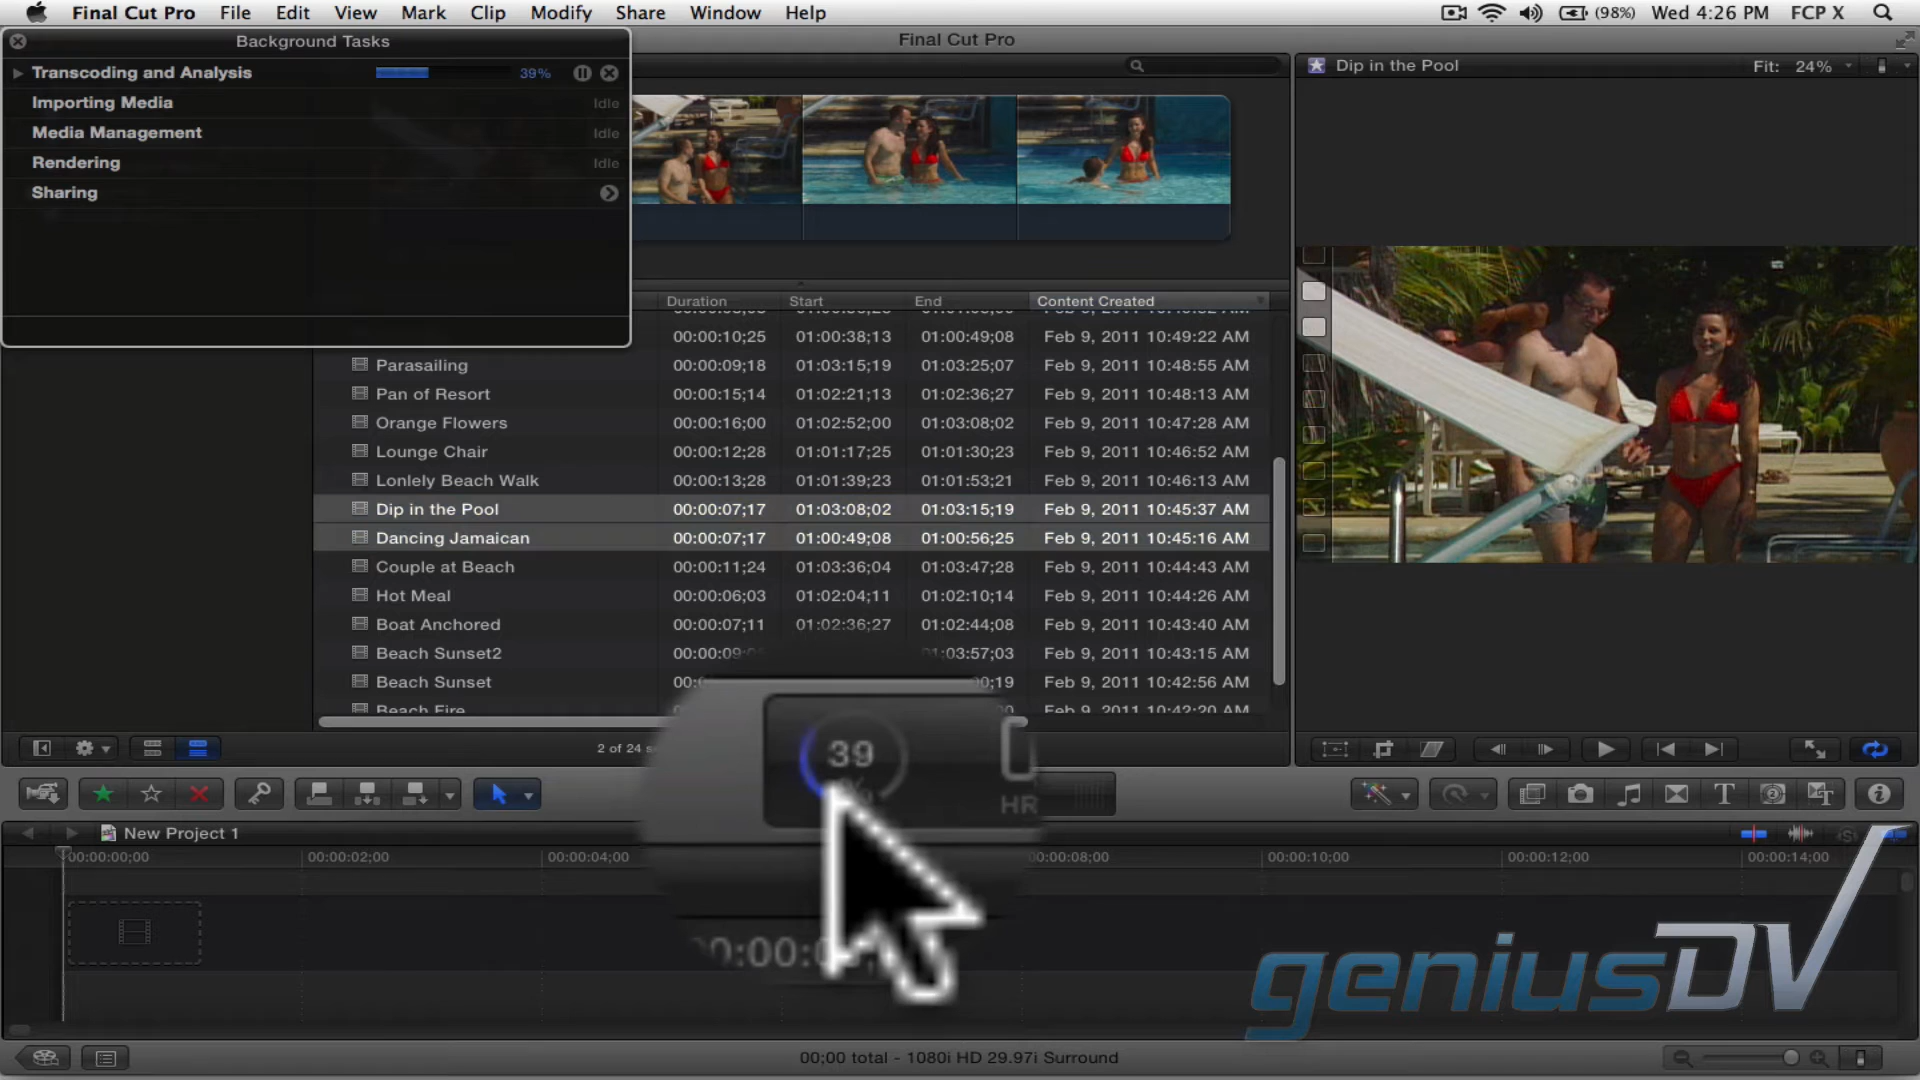 Final Cut Pro File Edit View Mark Clip Modify Share Window Help (98%) Wed 4:26 PM FCP X
Background Tasks
Final Cut Pro
Transcoding and Analysis 39%
Importing Media Idle
Media Management Idle
Rendering Idle
Sharing
Dip in the Pool Fit: 24%
Duration Start End Content Created
00:00:10;25 01:00:38;13 01:00:49;08 Feb 9, 2011 10:49:22 AM
Parasailing 00:00:09;18 01:03:15;19 01:03:25;07 Feb 9, 2011 10:48:55 AM
Pan of Resort 00:00:15;14 01:02:21;13 01:02:36;27 Feb 9, 2011 10:48:13 AM
Orange Flowers 00:00:16;00 01:02:52;00 01:03:08;02 Feb 9, 2011 10:47:28 AM
Lounge Chair 00:00:12;28 01:01:17;25 01:01:30;23 Feb 9, 2011 10:46:52 AM
Lonlely Beach Walk 00:00:13;28 01:01:39;23 01:01:53;21 Feb 9, 2011 10:46:13 AM
Dip in the Pool 00:00:07;17 01:03:08;02 01:03:15;19 Feb 9, 2011 10:45:37 AM
Dancing Jamaican 00:00:07;17 01:00:49;08 01:00:56;25 Feb 9, 2011 10:45:16 AM
Couple at Beach 00:00:11;24 01:03:36;04 01:03:47;28 Feb 9, 2011 10:44:43 AM
Hot Meal 00:00:06;03 01:02:04;11 01:02:10;14 Feb 9, 2011 10:44:26 AM
Boat Anchored 00:00:07;11 01:02:36;27 01:02:44;08 Feb 9, 2011 10:43:40 AM
Beach Sunset2 :03:57;03 Feb 9, 2011 10:43:15 AM
Beach Sunset Feb 9, 2011 10:42:56 AM
Beach Fire Feb 9, 2011 10:42:20 AM
2 of 24
39
%
HR
New Project 1
00:00:00;00 00:00:02;00 00:00:04;00 00:00:08;00 00:00:10;00 00:00:12;00 00:00:14;00
geniusDV
00;00 total - 1080i HD 29.97i Surround